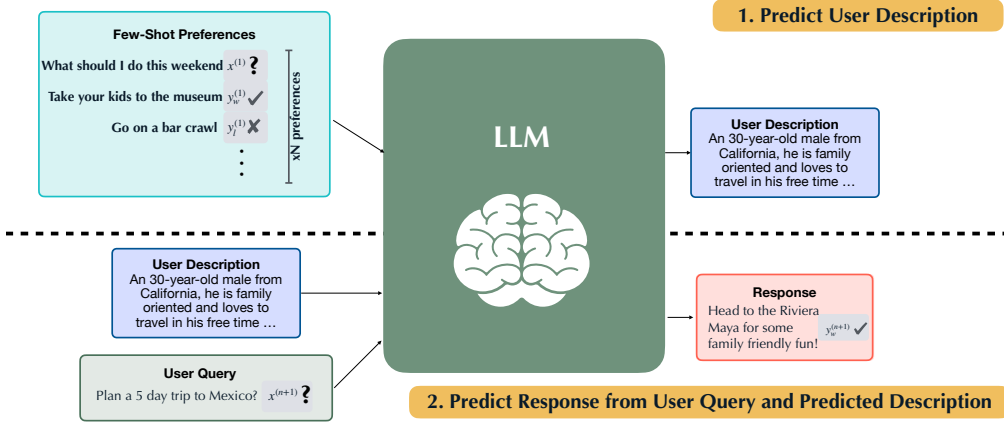 1. Predict User Description
Few-Shot Preferences
What should I do this weekend x^(1) ?
Take your kids to the museum y_w^(1) ✓
Go on a bar crawl y_l^(1) ✘
⋮
xN preferences
LLM
User Description
An 30-year-old male from
California, he is family
oriented and loves to
travel in his free time ...
User Description
An 30-year-old male from
California, he is family
oriented and loves to
travel in his free time ...
User Query
Plan a 5 day trip to Mexico? x^(n+1) ?
Response
Head to the Riviera
Maya for some
family friendly fun! y_w^(n+1) ✓
2. Predict Response from User Query and Predicted Description